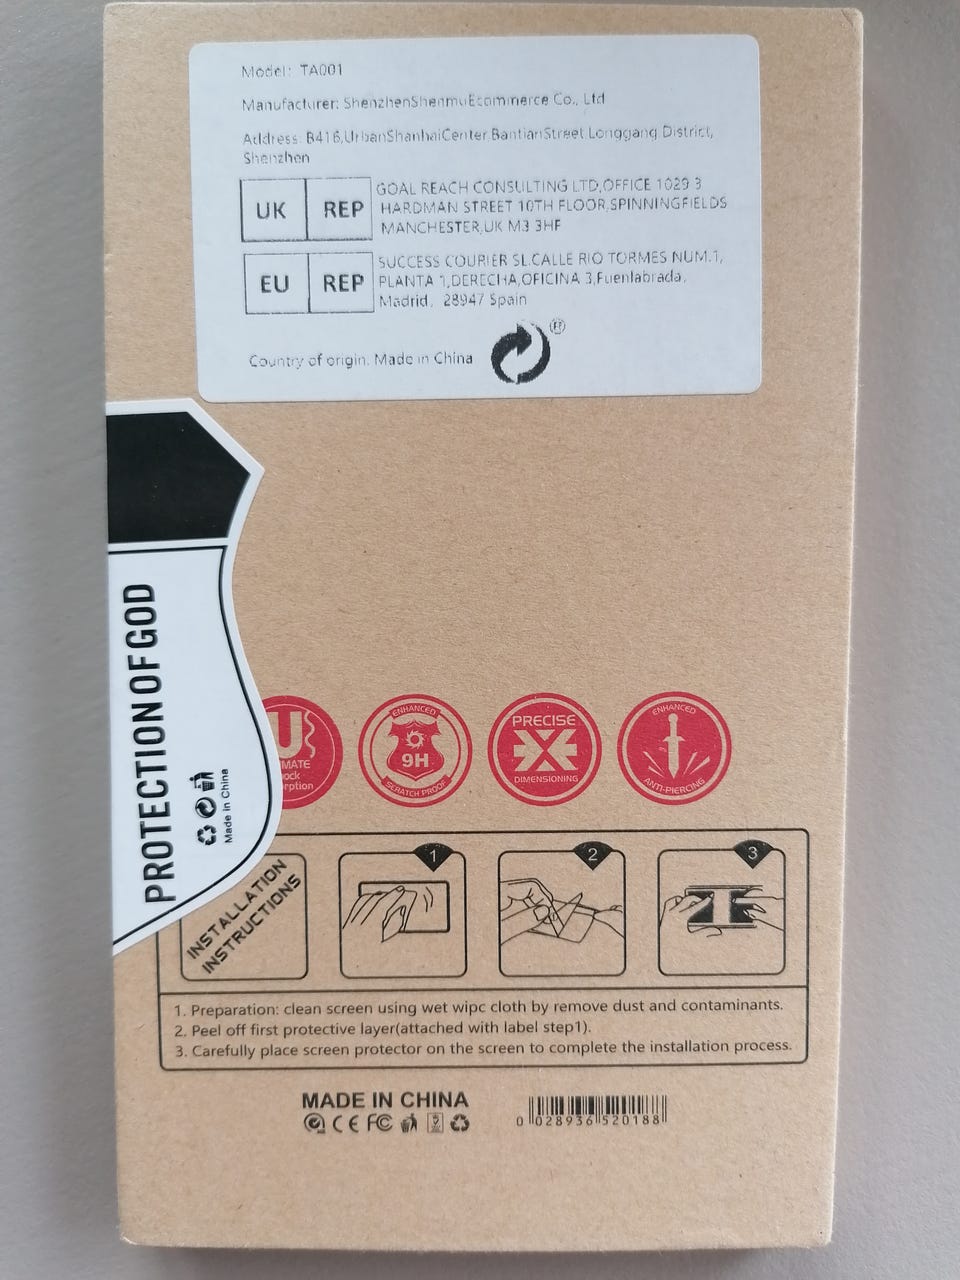 Model: TA001
Manufacturer: ShenzhenShenmuEcommerce Co., Ltd
Address: B416,UrbanShanhaiCenter,BantianStreet,Longgang District,
Shenzhen
UK REP
GOAL REACH CONSULTING LTD,OFFICE 1029 3
HARDMAN STREET 10TH FLOOR,SPINNINGFIELDS
MANCHESTER,UK M3 3HF
EU REP
SUCCESS COURIER SL.CALLE RIO TORMES NUM.1,
PLANTA 1,DERECHA,OFICINA 3,Fuenlabrada,
Madrid, 28947 Spain
Country of origin. Made in China
PROTECTION OF GOD
Made in China
U
MATE
ock
orption
ENHANCED
9H
SCRATCH PROOF
PRECISE
DIMENSIONING
ENHANCED
ANTI-PIERCING
INSTALLATION
INSTRUCTIONS
1
2
3
1. Preparation: clean screen using wet wipc cloth by remove dust and contaminants.
2. Peel off first protective layer(attached with label step1).
3. Carefully place screen protector on the screen to complete the installation process.
MADE IN CHINA
CE FC
0 028936 520188